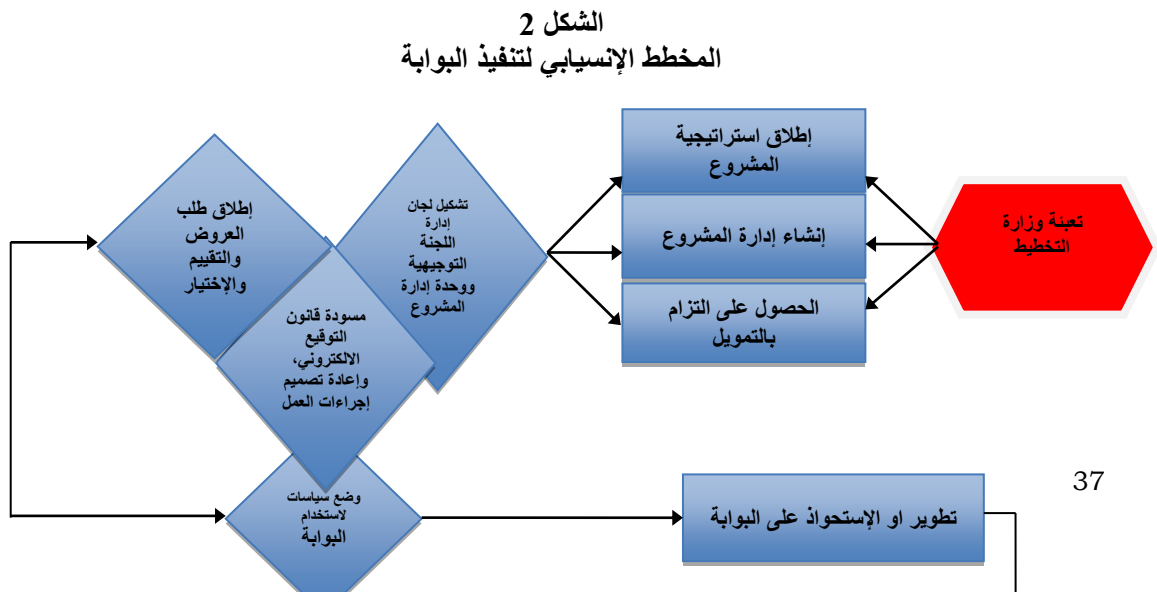 الشكل 2
المخطط الإنسيابي لتنفيذ البوابة
تعبئة وزارة
التخطيط
إطلاق استراتيجية
المشروع
إنشاء إدارة المشروع
الحصول على التزام
بالتمويل
تشكيل لجان
إدارة
اللجنة
التوجيهية
ووحدة إدارة
المشروع
إطلاق طلب
العروض
والتقييم
والإختيار
مسودة قانون
التوقيع
الالكتروني،
وإعادة تصميم
إجراءات العمل
وضع سياسات
لاستخدام
البوابة
تطوير او الإستحواذ على البوابة
37